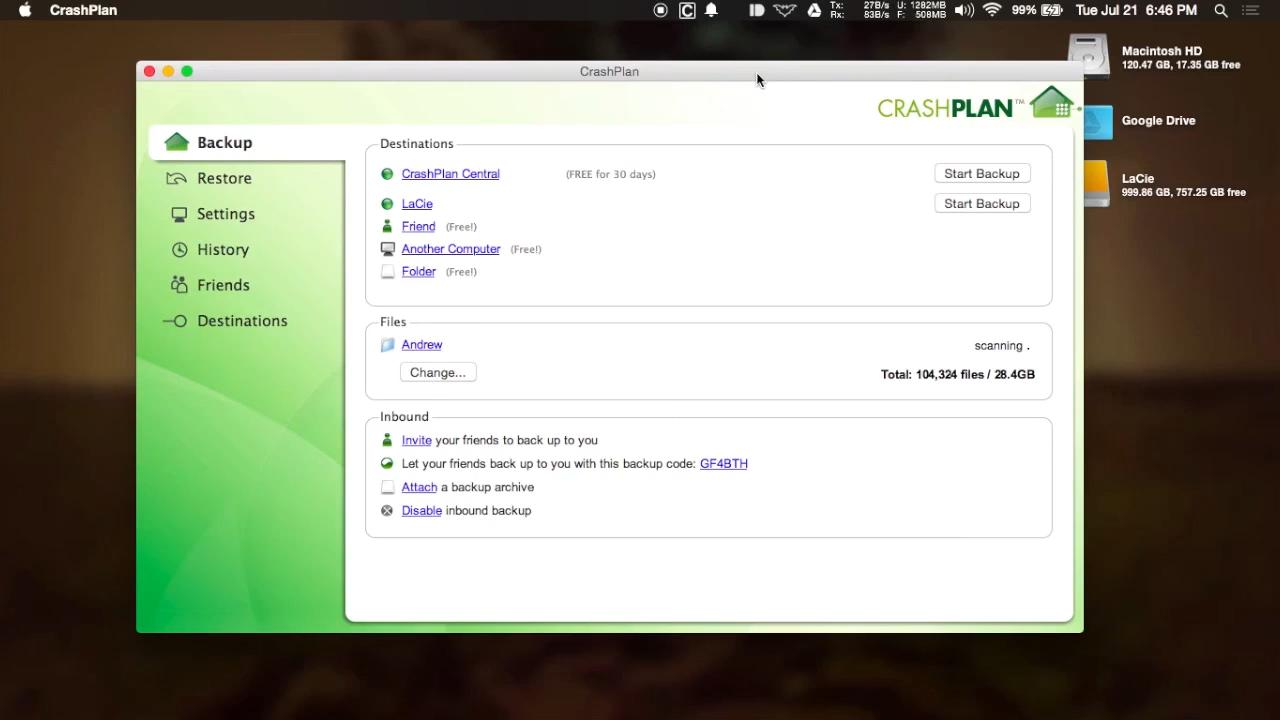 CrashPlan
Tx: 27B/s U: 1282MB
Rx: 83B/s F: 508MB
99%
Tue Jul 21 6:46 PM
Macintosh HD
120.47 GB, 17.35 GB free
Google Drive
LaCie
999.86 GB, 757.25 GB free
CrashPlan
CRASHPLAN™
Backup
Restore
Settings
History
Friends
Destinations
Destinations
CrashPlan Central (FREE for 30 days) Start Backup
LaCie Start Backup
Friend (Free!)
Another Computer (Free!)
Folder (Free!)
Files
Andrew scanning .
Change... Total: 104,324 files / 28.4GB
Inbound
Invite your friends to back up to you
Let your friends back up to you with this backup code: GF4BTH
Attach a backup archive
Disable inbound backup